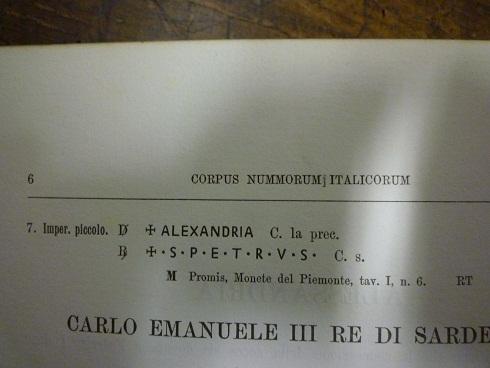 6 CORPUS NUMMORUM ITALICORUM
7. Imper. piccolo. D/ ✠ ALEXANDRIA C. la prec.
R/ ✠·S·P·E·T·R·V·S· C. s.
M Promis, Monete del Piemonte, tav. I, n. 6. RT
CARLO EMANUELE III RE DI SARDE